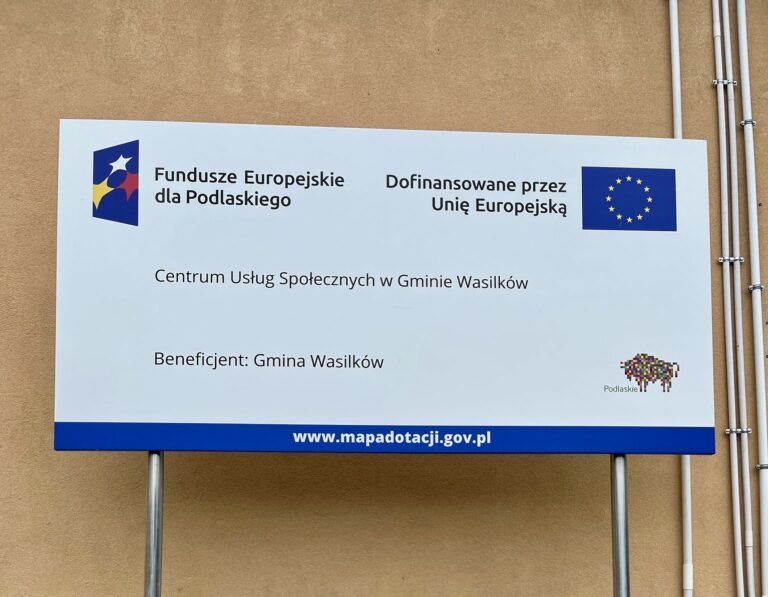 Fundusze Europejskie
dla Podlaskiego
Dofinansowane przez
Unię Europejską
Centrum Usług Społecznych w Gminie Wasilków
Beneficjent: Gmina Wasilków
Podlaskie
www.mapadotacji.gov.pl